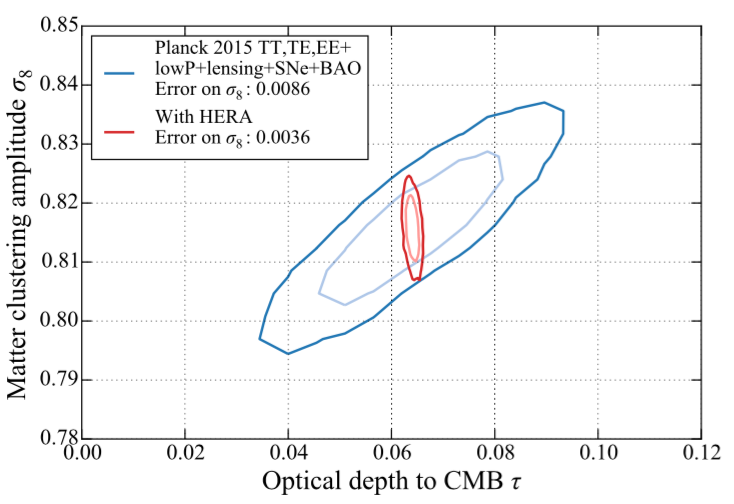 0.85
0.84
0.83
0.82
0.81
0.80
0.79
0.78
Matter clustering amplitude σ₈
Planck 2015 TT,TE,EE+
lowP+lensing+SNe+BAO
Error on σ₈: 0.0086
With HERA
Error on σ₈: 0.0036
0.00 0.02 0.04 0.06 0.08 0.10 0.12
Optical depth to CMB τ